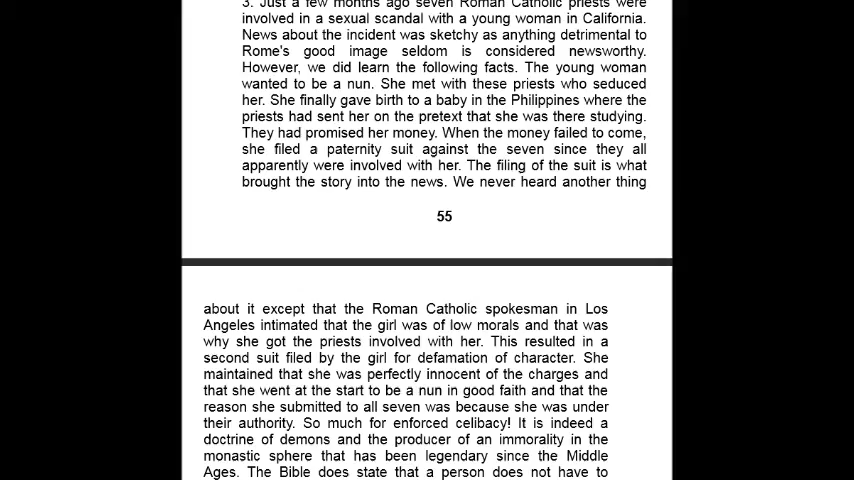 3. Just a few months ago seven Roman Catholic priests were
involved in a sexual scandal with a young woman in California.
News about the incident was sketchy as anything detrimental to
Rome's good image seldom is considered newsworthy.
However, we did learn the following facts. The young woman
wanted to be a nun. She met with these priests who seduced
her. She finally gave birth to a baby in the Philippines where the
priests had sent her on the pretext that she was there studying.
They had promised her money. When the money failed to come,
she filed a paternity suit against the seven since they all
apparently were involved with her. The filing of the suit is what
brought the story into the news. We never heard another thing
55
about it except that the Roman Catholic spokesman in Los
Angeles intimated that the girl was of low morals and that was
why she got the priests involved with her. This resulted in a
second suit filed by the girl for defamation of character. She
maintained that she was perfectly innocent of the charges and
that she went at the start to be a nun in good faith and that the
reason she submitted to all seven was because she was under
their authority. So much for enforced celibacy! It is indeed a
doctrine of demons and the producer of an immorality in the
monastic sphere that has been legendary since the Middle
Ages. The Bible does state that a person does not have to